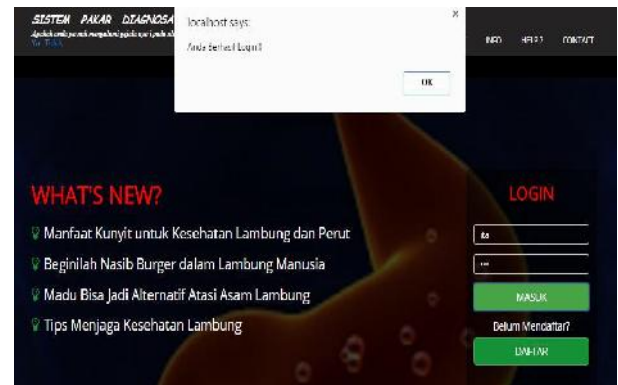 SISTEM PAKAR DIAGNOSA
localhost says:
Anda Berhasil Login!!
×
OK
INFO HELP? CONTACT
WHAT'S NEW?
Manfaat Kunyit untuk Kesehatan Lambung dan Perut
Beginilah Nasib Burger dalam Lambung Manusia
Madu Bisa Jadi Alternatif Atasi Asam Lambung
Tips Menjaga Kesehatan Lambung
LOGIN
MASUK
Belum Mendaftar?
DAFTAR